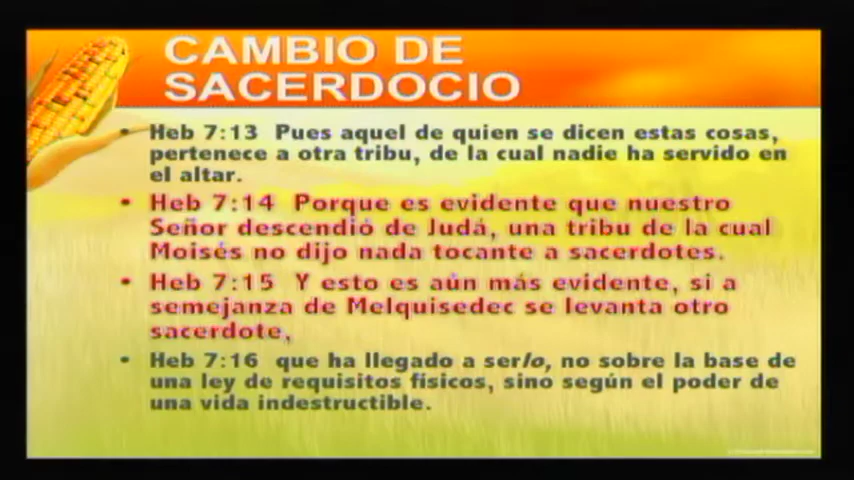 CAMBIO DE
SACERDOCIO
• Heb 7:13 Pues aquel de quien se dicen estas cosas,
pertenece a otra tribu, de la cual nadie ha servido en
el altar.
• Heb 7:14 Porque es evidente que nuestro
Señor descendió de Judá, una tribu de la cual
Moisés no dijo nada tocante a sacerdotes.
• Heb 7:15 Y esto es aún más evidente, si a
semejanza de Melquisedec se levanta otro
sacerdote,
• Heb 7:16 que ha llegado a serlo, no sobre la base de
una ley de requisitos físicos, sino según el poder de
una vida indestructible.